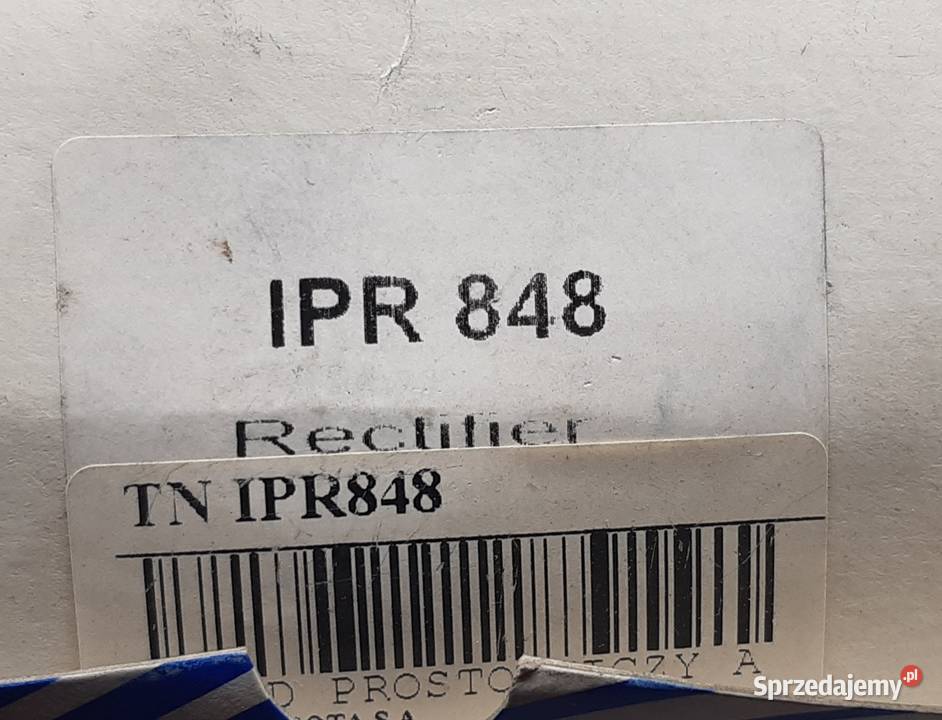 IPR 848
Rectifier
TN IPR848
D A
Sprzedajemy.pl